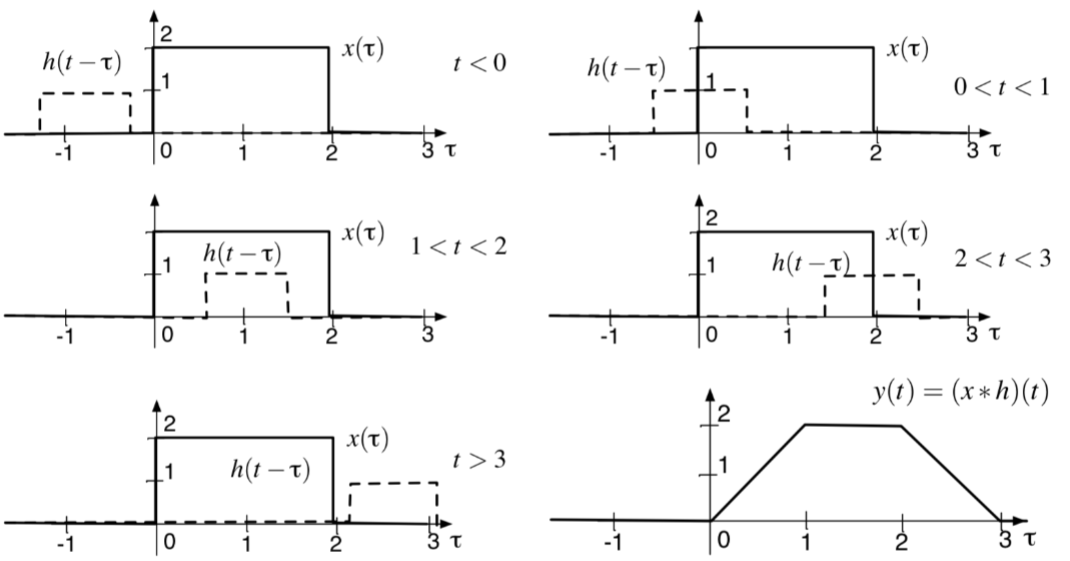 2
h(t − τ)
x(τ)
t < 0
1
-1 0 1 2 3 τ
h(t − τ)
x(τ)
1
0 < t < 1
-1 0 1 2 3 τ
x(τ)
1 < t < 2
h(t − τ)
1
-1 0 1 2 3
2
x(τ)
h(t − τ)
2 < t < 3
1
-1 0 1 2 3 τ
2
x(τ)
h(t − τ)
t > 3
1
-1 0 1 2 3 τ
y(t) = (x ∗ h)(t)
2
1
-1 0 1 2 3 τ